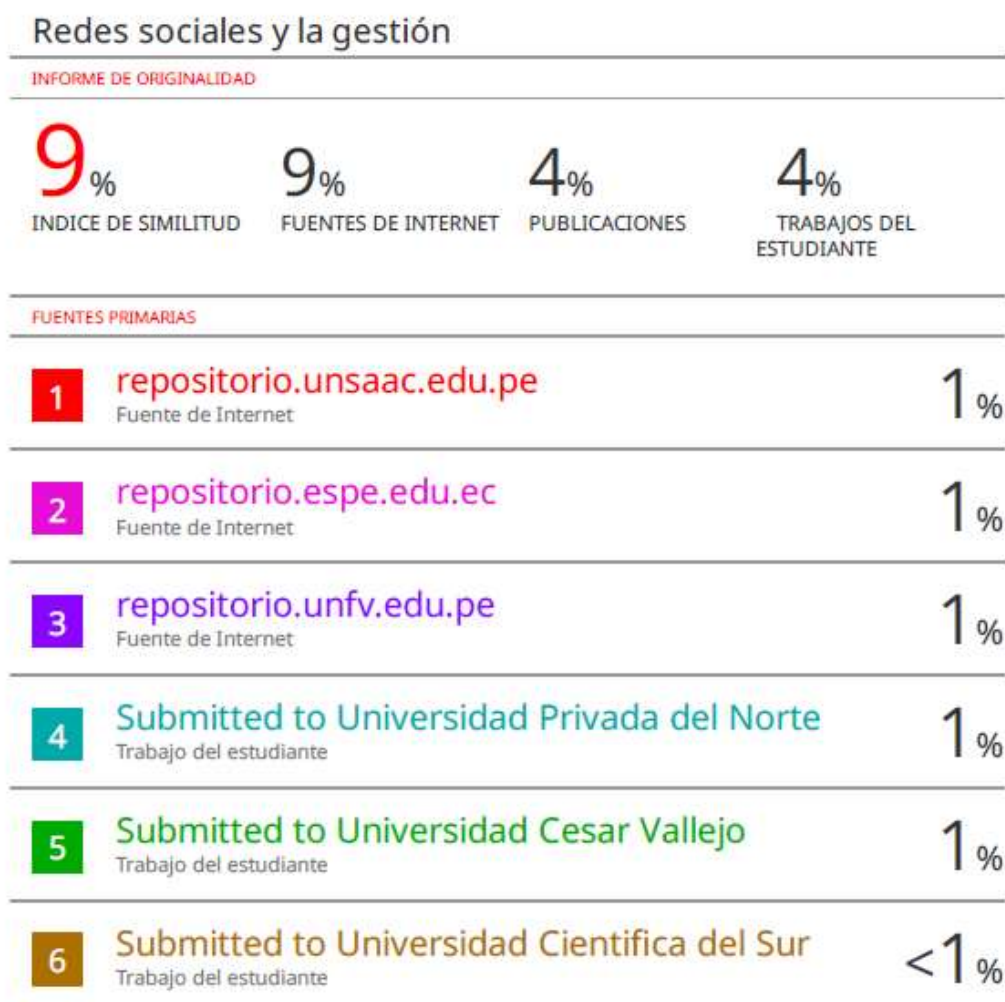 Redes sociales y la gestión
INFORME DE ORIGINALIDAD
9%
INDICE DE SIMILITUD
9%
FUENTES DE INTERNET
4%
PUBLICACIONES
4%
TRABAJOS DEL
ESTUDIANTE
FUENTES PRIMARIAS
1
repositorio.unsaac.edu.pe
Fuente de Internet
1%
2
repositorio.espe.edu.ec
Fuente de Internet
1%
3
repositorio.unfv.edu.pe
Fuente de Internet
1%
4
Submitted to Universidad Privada del Norte
Trabajo del estudiante
1%
5
Submitted to Universidad Cesar Vallejo
Trabajo del estudiante
1%
6
Submitted to Universidad Cientifica del Sur
Trabajo del estudiante
<1%